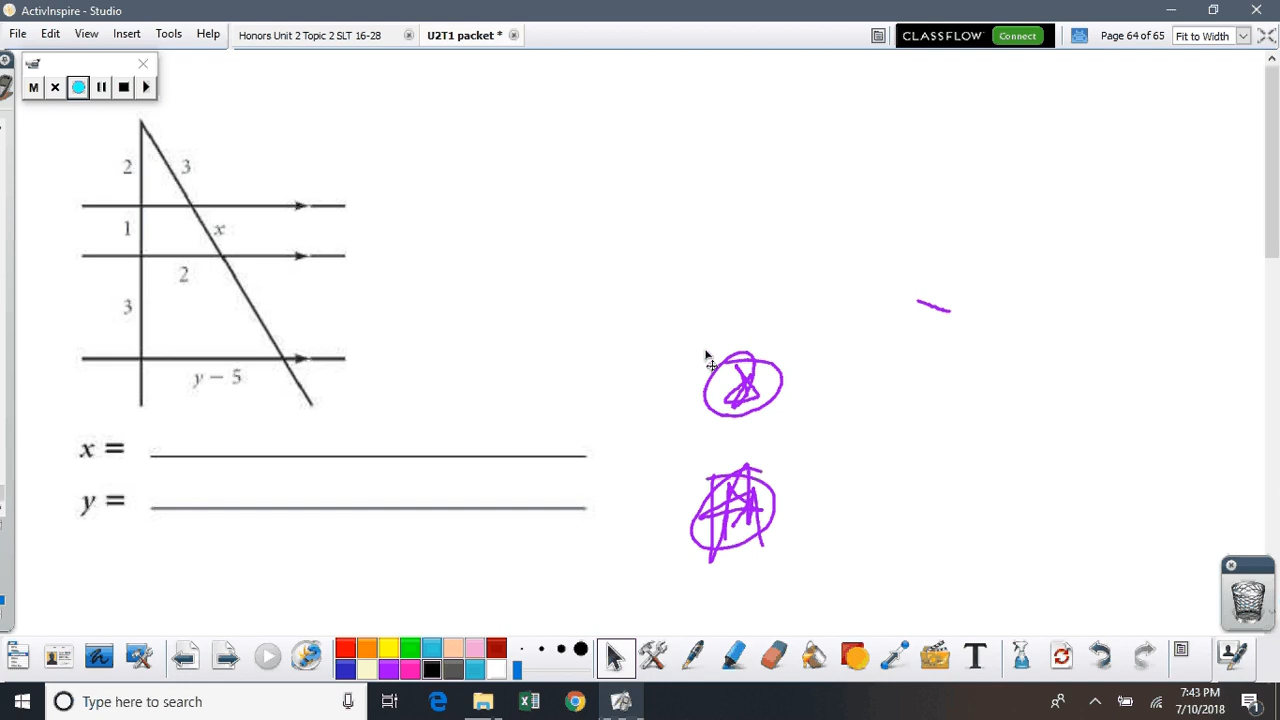 ActivInspire - Studio
File Edit View Insert Tools Help
Honors Unit 2 Topic 2 SLT 16-28
U2T1 packet *
CLASSFLOW Connect
Page 64 of 65
Fit to Width
M
2 3
1 x
2
3
y − 5
x =
y =
T
Type here to search
7:43 PM
7/10/2018
1